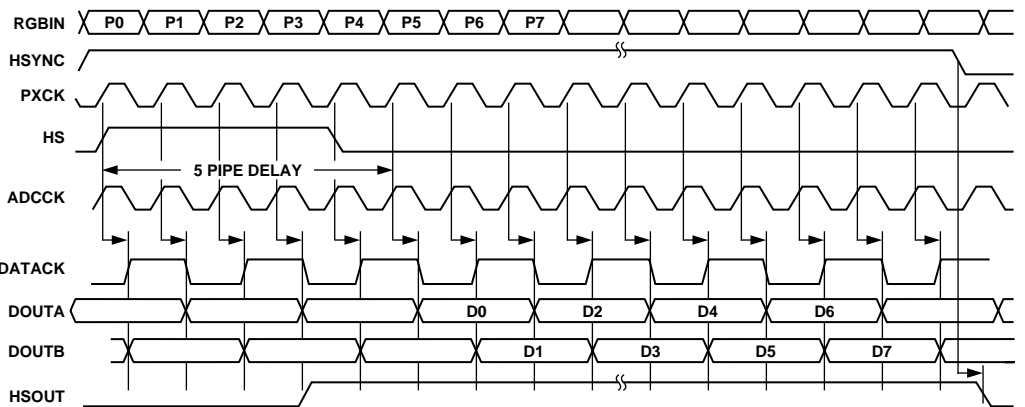 RGBIN P0 P1 P2 P3 P4 P5 P6 P7
HSYNC
PXCK
HS
5 PIPE DELAY
ADCCK
DATACK
DOUTA D0 D2 D4 D6
DOUTB D1 D3 D5 D7
HSOUT